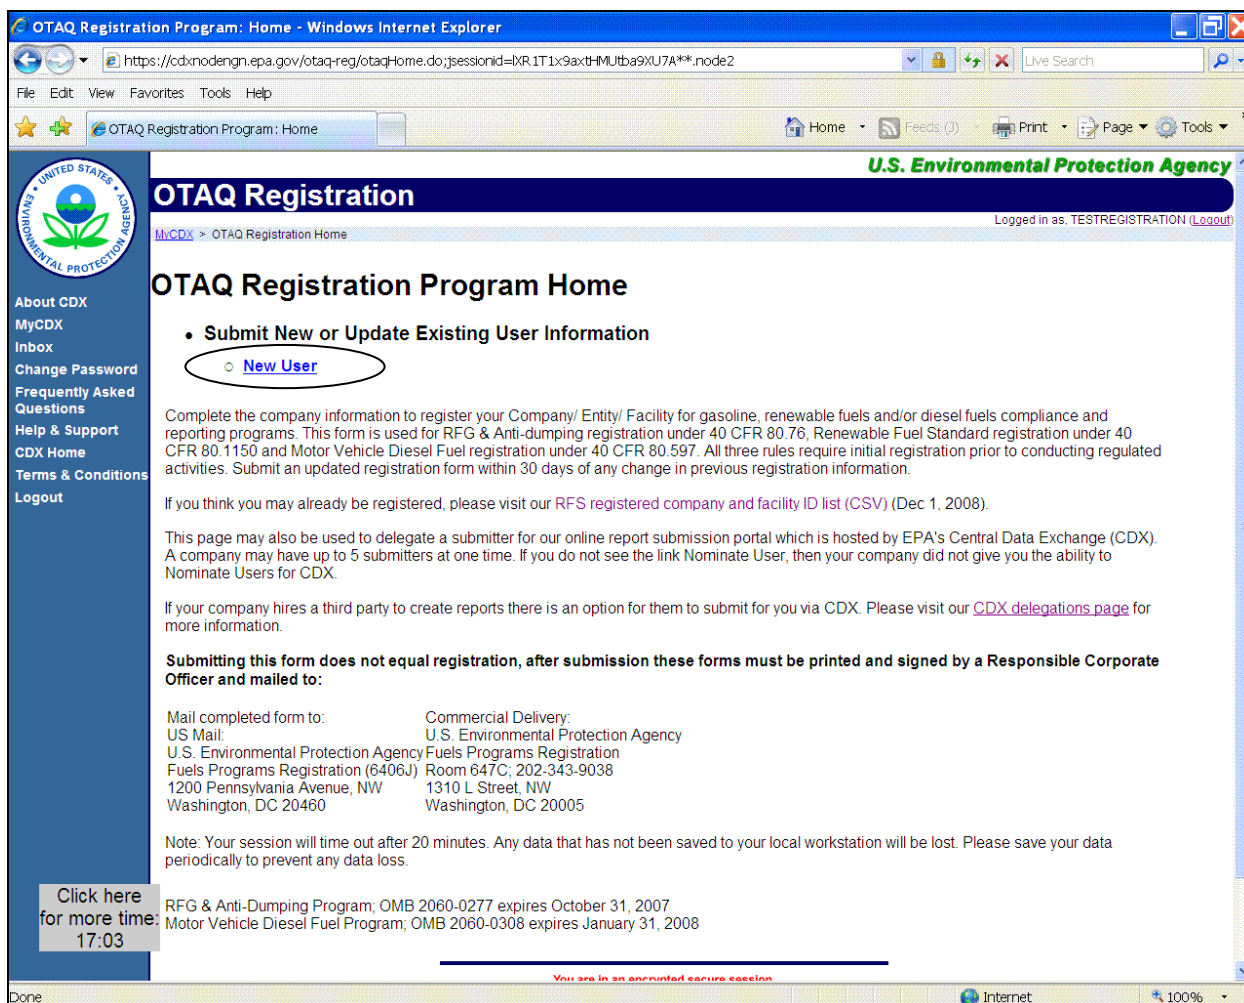 OTAQ Registration Program: Home - Windows Internet Explorer
https://cdxnodengn.epa.gov/otaq-reg/otaqHome.do;jsessionid=lXR1T1x9axtHMUtba9XU7A**.node2
Live Search
File Edit View Favorites Tools Help
OTAQ Registration Program: Home
Home Feeds (J) Print Page Tools
UNITED STATES ENVIRONMENTAL PROTECTION AGENCY
U.S. Environmental Protection Agency
OTAQ Registration
Logged in as, TESTREGISTRATION (Logout)
MyCDX > OTAQ Registration Home
About CDX
MyCDX
Inbox
Change Password
Frequently Asked
Questions
Help & Support
CDX Home
Terms & Conditions
Logout
OTAQ Registration Program Home
• Submit New or Update Existing User Information
○ New User
Complete the company information to register your Company/ Entity/ Facility for gasoline, renewable fuels and/or diesel fuels compliance and
reporting programs. This form is used for RFG & Anti-dumping registration under 40 CFR 80.76, Renewable Fuel Standard registration under 40
CFR 80.1150 and Motor Vehicle Diesel Fuel registration under 40 CFR 80.597. All three rules require initial registration prior to conducting regulated
activities. Submit an updated registration form within 30 days of any change in previous registration information.
If you think you may already be registered, please visit our RFS registered company and facility ID list (CSV) (Dec 1, 2008).
This page may also be used to delegate a submitter for our online report submission portal which is hosted by EPA's Central Data Exchange (CDX).
A company may have up to 5 submitters at one time. If you do not see the link Nominate User, then your company did not give you the ability to
Nominate Users for CDX.
If your company hires a third party to create reports there is an option for them to submit for you via CDX. Please visit our CDX delegations page for
more information.
Submitting this form does not equal registration, after submission these forms must be printed and signed by a Responsible Corporate
Officer and mailed to:
Mail completed form to:
US Mail:
U.S. Environmental Protection Agency
Fuels Programs Registration (6406J)
1200 Pennsylvania Avenue, NW
Washington, DC 20460
Commercial Delivery:
U.S. Environmental Protection Agency
Fuels Programs Registration
Room 647C; 202-343-9038
1310 L Street, NW
Washington, DC 20005
Note: Your session will time out after 20 minutes. Any data that has not been saved to your local workstation will be lost. Please save your data
periodically to prevent any data loss.
Click here
for more time:
17:03
RFG & Anti-Dumping Program; OMB 2060-0277 expires October 31, 2007
Motor Vehicle Diesel Fuel Program; OMB 2060-0308 expires January 31, 2008
You are in an encrypted secure session
Done
Internet
100%